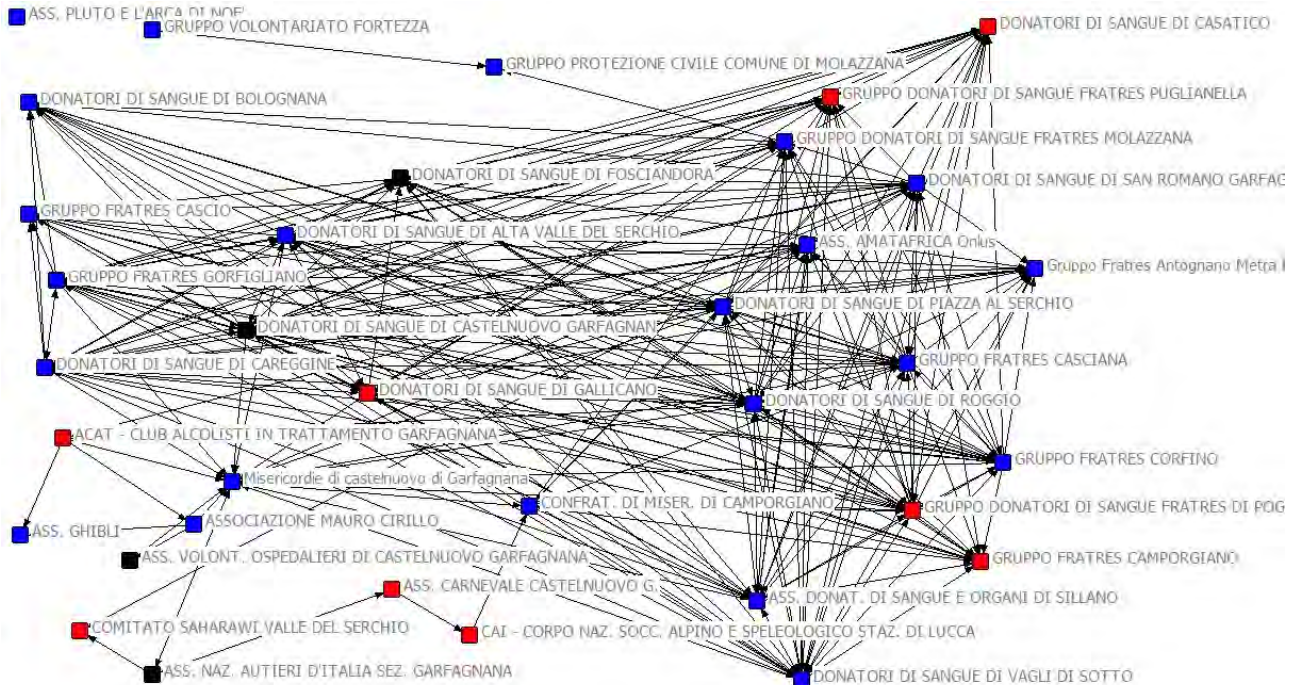 ASS. PLUTO E L'ARCA DI NOE'
DONATORI DI SANGUE DI CASATICO
GRUPPO VOLONTARIATO FORTEZZA
GRUPPO PROTEZIONE CIVILE COMUNE DI MOLAZZANA
GRUPPO DONATORI DI SANGUE FRATRES PUGLIANELLA
DONATORI DI SANGUE DI BOLOGNANA
GRUPPO DONATORI DI SANGUE FRATRES MOLAZZANA
DONATORI DI SANGUE DI FOSCIANDORA
DONATORI DI SANGUE DI SAN ROMANO GARFAG
GRUPPO FRATRES CASCIO
DONATORI DI SANGUE DI ALTA VALLE DEL SERCHIO
ASS. AMATAFRICA Onlus
Gruppo Fratres Antognano Metra
GRUPPO FRATRES GORFIGLIANO
DONATORI DI SANGUE DI PIAZZA AL SERCHIO
DONATORI DI SANGUE DI CASTELNUOVO GARFAGNAN
DONATORI DI SANGUE DI CAREGGINE
GRUPPO FRATRES CASCIANA
DONATORI DI SANGUE DI GALLICANO
DONATORI DI SANGUE DI ROGGIO
ACAT - CLUB ALCOLISTI IN TRATTAMENTO GARFAGNANA
GRUPPO FRATRES CORFINO
Misericordie di castelnuovo di Garfagnana
CONFRAT. DI MISER. DI CAMPORGIANO
GRUPPO DONATORI DI SANGUE FRATRES DI POG
ASSOCIAZIONE MAURO CIRILLO
ASS. GHIBLI
ASS. VOLONT. OSPEDALIERI DI CASTELNUOVO GARFAGNANA
GRUPPO FRATRES CAMPORGIANO
ASS. CARNEVALE CASTELNUOVO G.
ASS. DONAT. DI SANGUE E ORGANI DI SILLANO
COMITATO SAHARAWI VALLE DEL SERCHIO
CAI - CORPO NAZ. SOCC. ALPINO E SPELEOLOGICO STAZ. DI LUCCA
ASS. NAZ. AUTIERI D'ITALIA SEZ. GARFAGNANA
DONATORI DI SANGUE DI VAGLI DI SOTTO